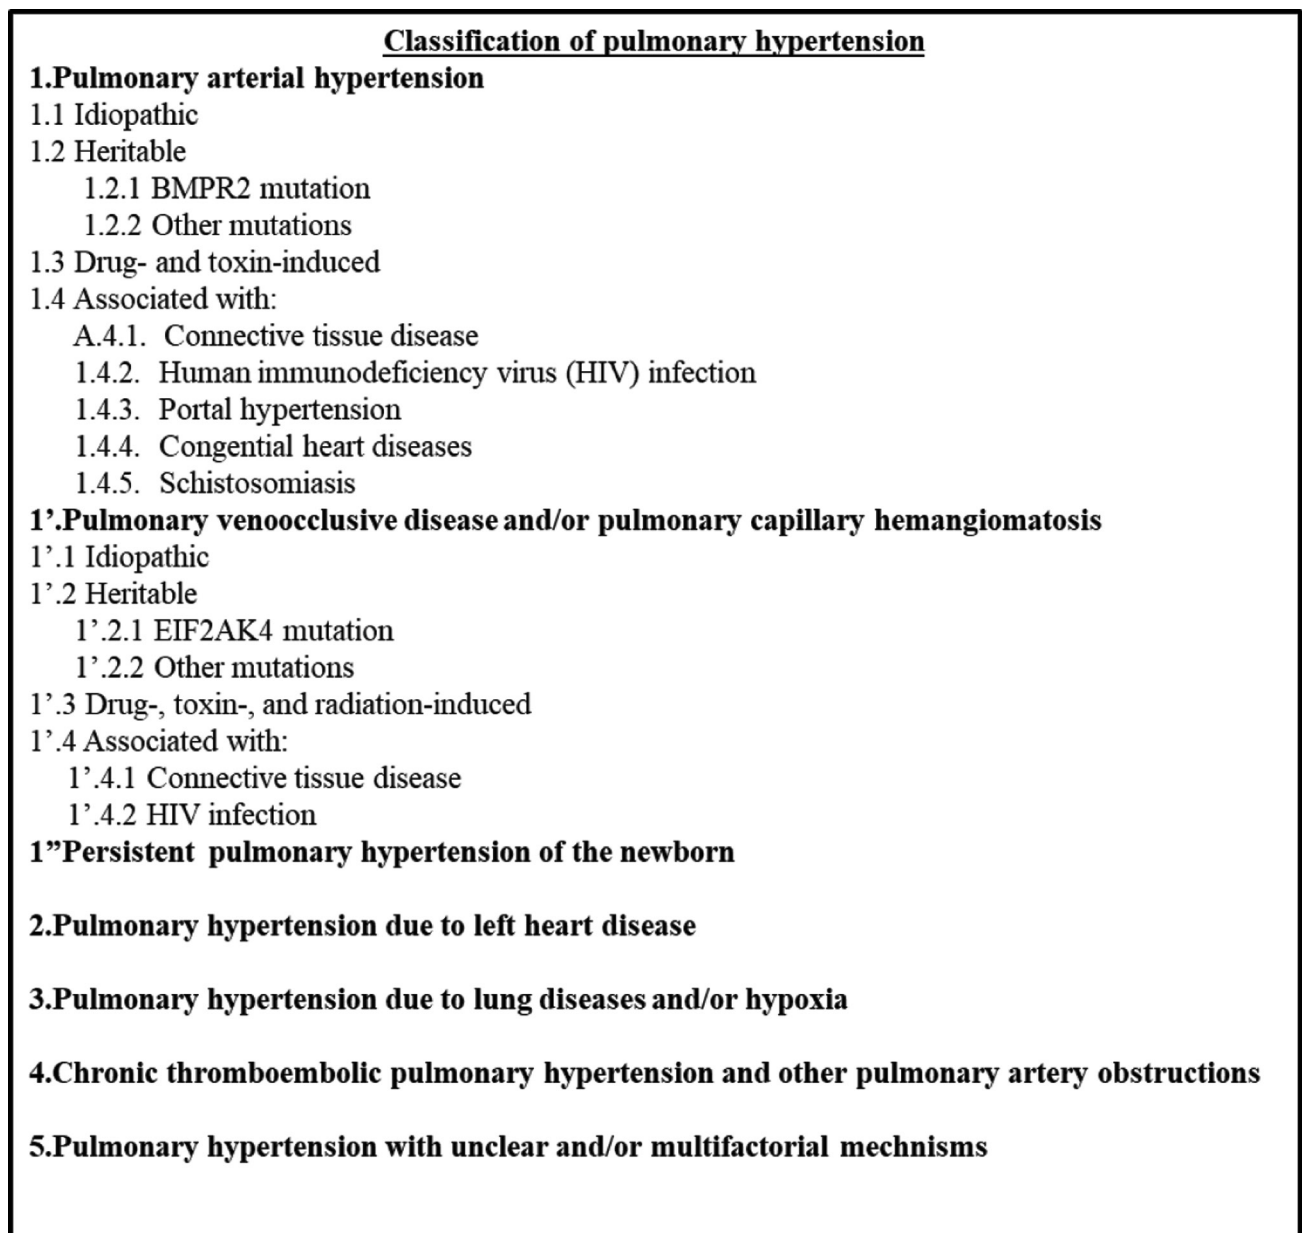 Classification of pulmonary hypertension
1.Pulmonary arterial hypertension
1.1 Idiopathic
1.2 Heritable
1.2.1 BMPR2 mutation
1.2.2 Other mutations
1.3 Drug- and toxin-induced
1.4 Associated with:
A.4.1. Connective tissue disease
1.4.2. Human immunodeficiency virus (HIV) infection
1.4.3. Portal hypertension
1.4.4. Congential heart diseases
1.4.5. Schistosomiasis
1’.Pulmonary venoocclusive disease and/or pulmonary capillary hemangiomatosis
1’.1 Idiopathic
1’.2 Heritable
1’.2.1 EIF2AK4 mutation
1’.2.2 Other mutations
1’.3 Drug-, toxin-, and radiation-induced
1’.4 Associated with:
1’.4.1 Connective tissue disease
1’.4.2 HIV infection
1”Persistent pulmonary hypertension of the newborn
2.Pulmonary hypertension due to left heart disease
3.Pulmonary hypertension due to lung diseases and/or hypoxia
4.Chronic thromboembolic pulmonary hypertension and other pulmonary artery obstructions
5.Pulmonary hypertension with unclear and/or multifactorial mechnisms